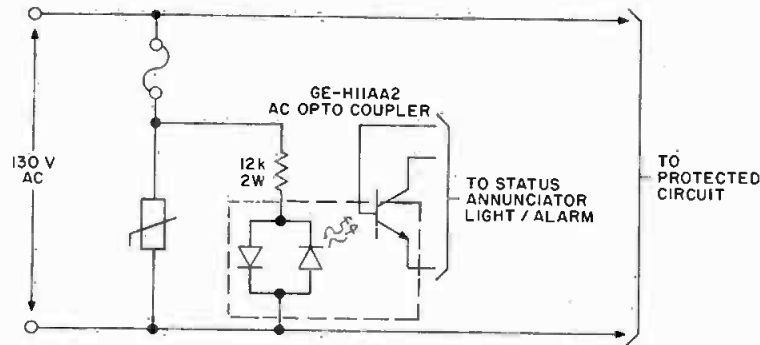 GE-H11AA2
AC OPTO COUPLER
130 V
AC
12k
2W
TO STATUS
ANNUNCIATOR
LIGHT / ALARM
TO
PROTECTED
CIRCUIT